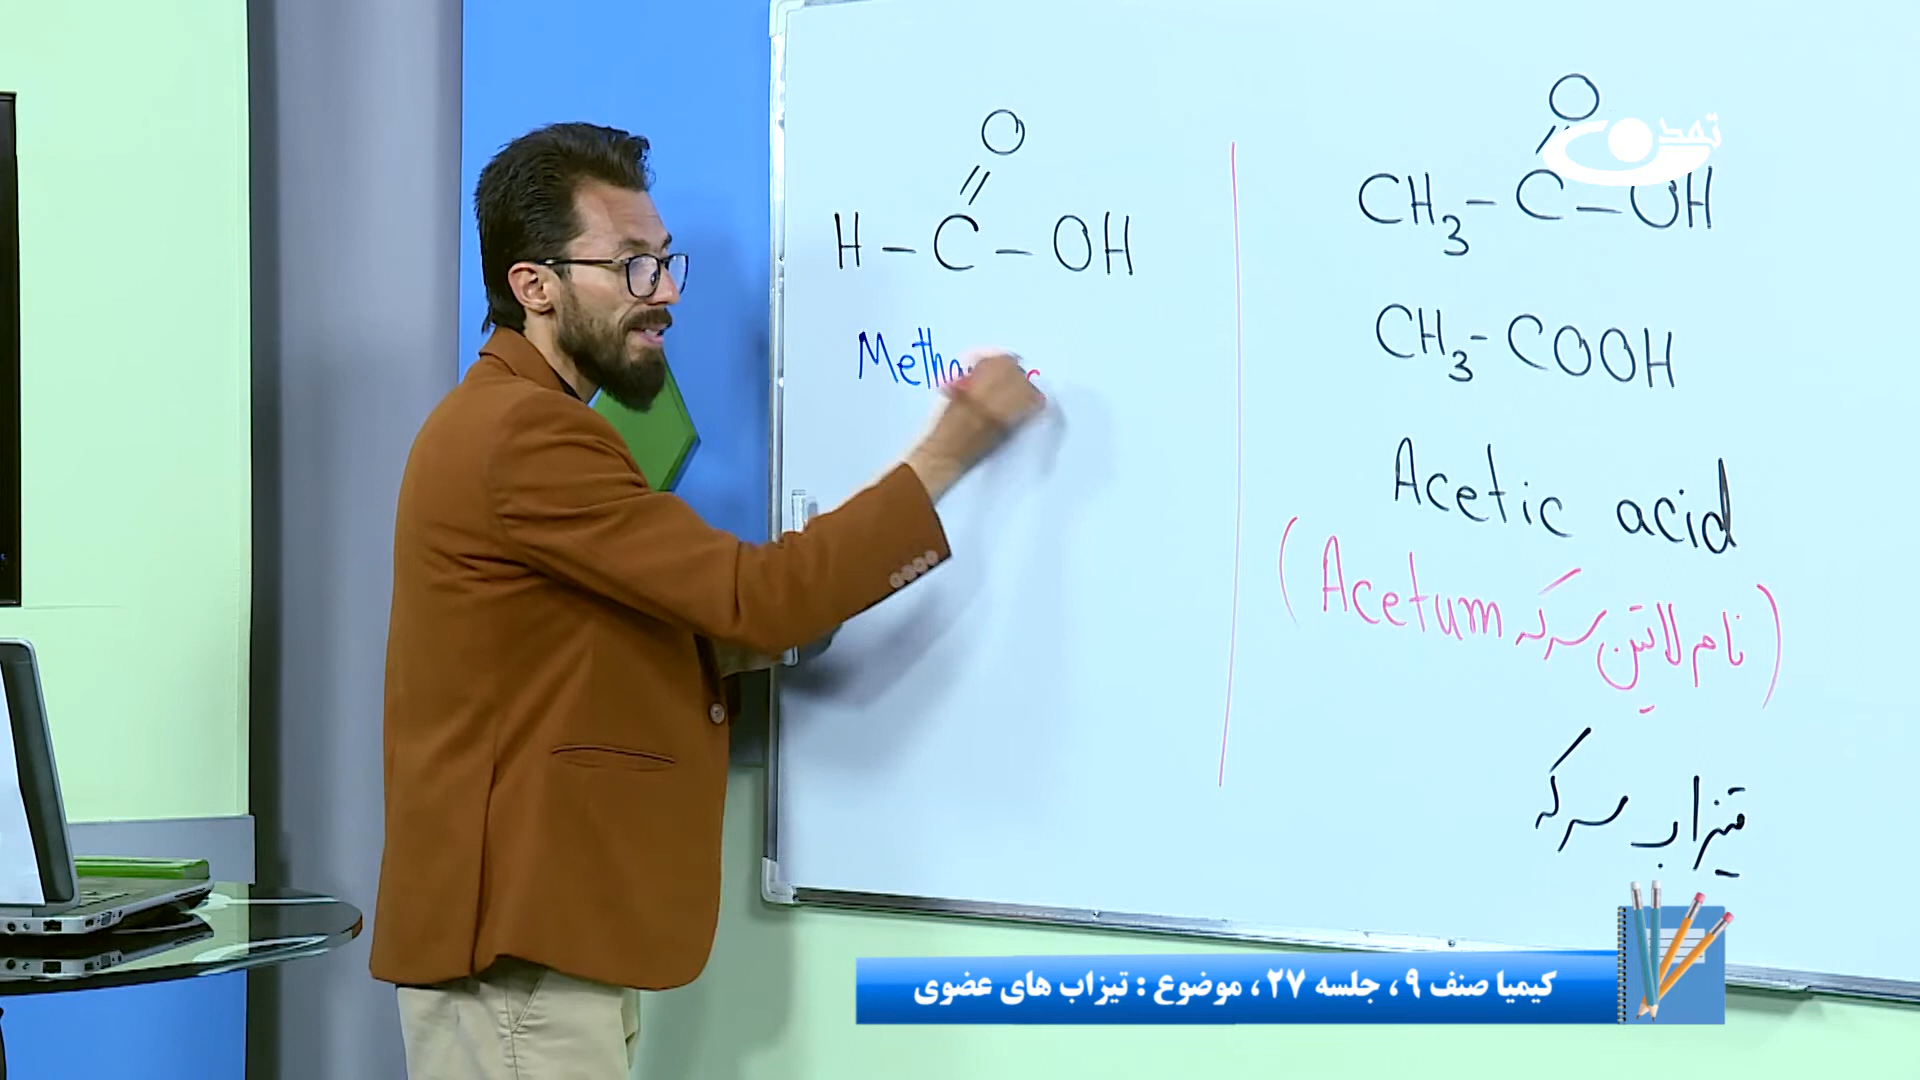 O
H - C - OH
O
CH3 - C - OH
CH3 - COOH
Acetic acid
(نام لاتین سرکه Acetum)
تیزاب سرکه
تمدن
کیمیا صنف ۹، جلسه ۲۷، موضوع : تیزاب های عضوی